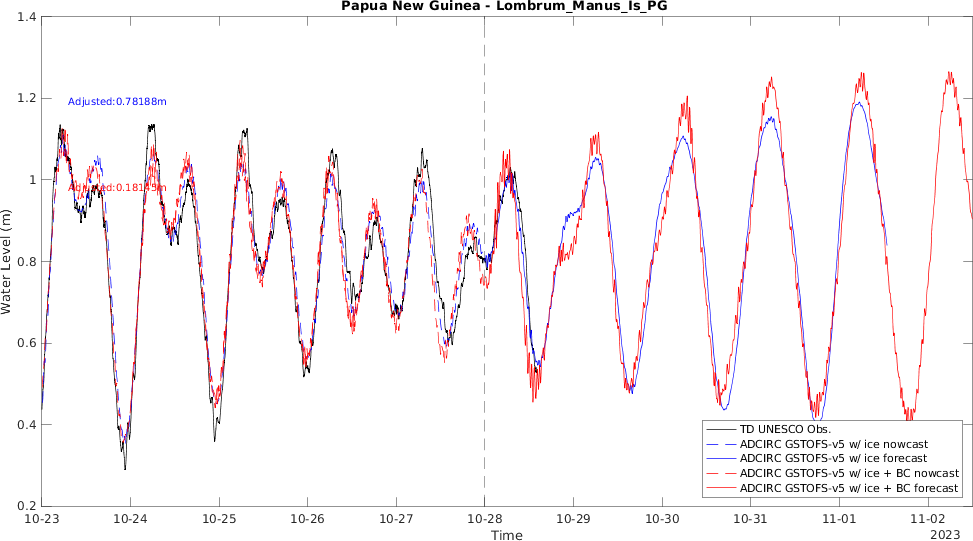 Papua New Guinea - Lombrum_Manus_Is_PG
1.4
1.2
1
0.8
0.6
0.4
0.2
Water Level (m)
Adjusted:0.78188m
TD UNESCO Obs.
ADCIRC GSTOFS-v5 w/ ice nowcast
ADCIRC GSTOFS-v5 w/ ice forecast
ADCIRC GSTOFS-v5 w/ ice + BC nowcast
ADCIRC GSTOFS-v5 w/ ice + BC forecast
10-23 10-24 10-25 10-26 10-27 10-28 10-29 10-30 10-31 11-01 11-02
Time
2023